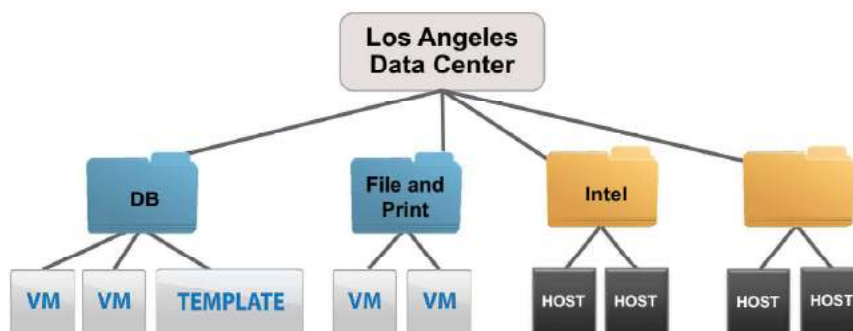 Los Angeles
Data Center
DB
File and
Print
Intel
VM
VM
TEMPLATE
VM
VM
HOST
HOST
HOST
HOST